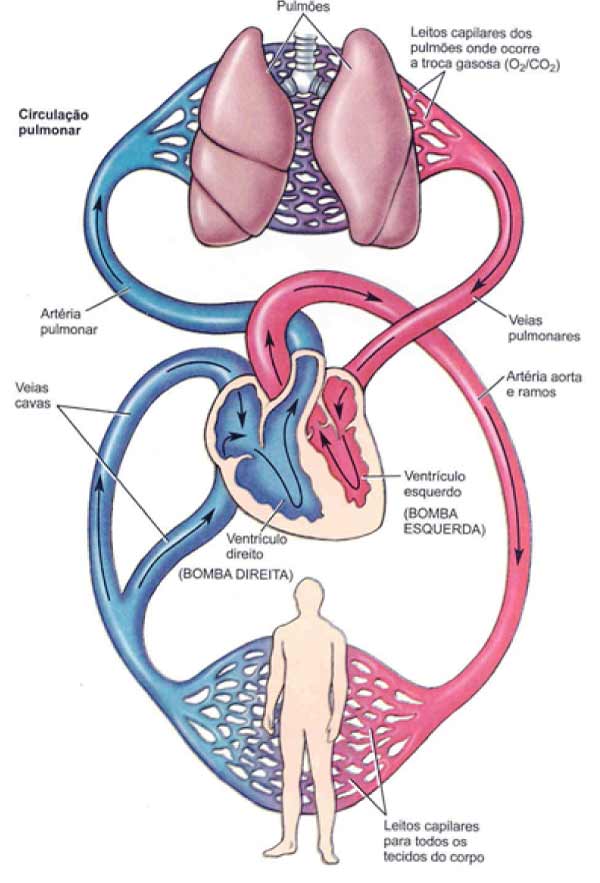 Pulmões
Leitos capilares dos
pulmões onde ocorre
a troca gasosa (O₂/CO₂)
Circulação
pulmonar
Artéria
pulmonar
Veias
pulmonares
Veias
cavas
Artéria aorta
e ramos
Ventrículo
esquerdo
(BOMBA
ESQUERDA)
Ventrículo
direito
(BOMBA DIREITA)
Leitos capilares
para todos os
tecidos do corpo